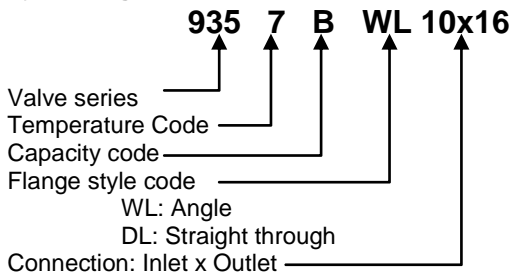 935 7 B WL 10x16
Valve series
Temperature Code
Capacity code
Flange style code
WL: Angle
DL: Straight through
Connection: Inlet x Outlet